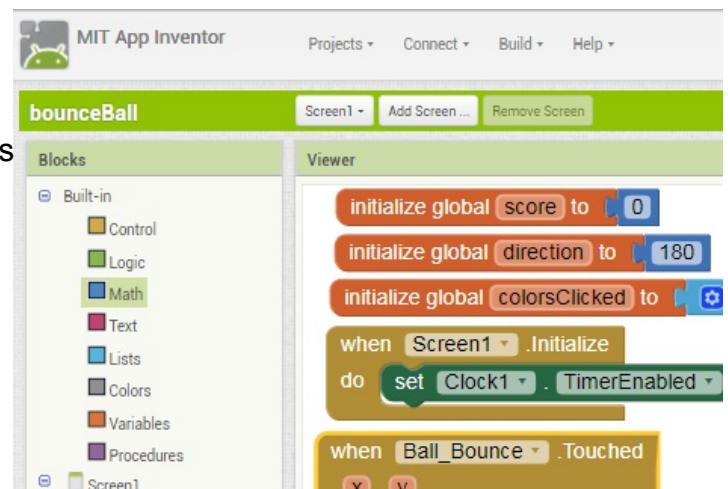 MIT App Inventor
Projects Connect Build Help
bounceBall
Screen1 Add Screen ... Remove Screen
s
Blocks
Viewer
Built-in
Control
Logic
Math
Text
Lists
Colors
Variables
Procedures
Screen1
initialize global score to 0
initialize global direction to 180
initialize global colorsClicked to
when Screen1 .Initialize
do set Clock1 . TimerEnabled
when Ball_Bounce .Touched
x y